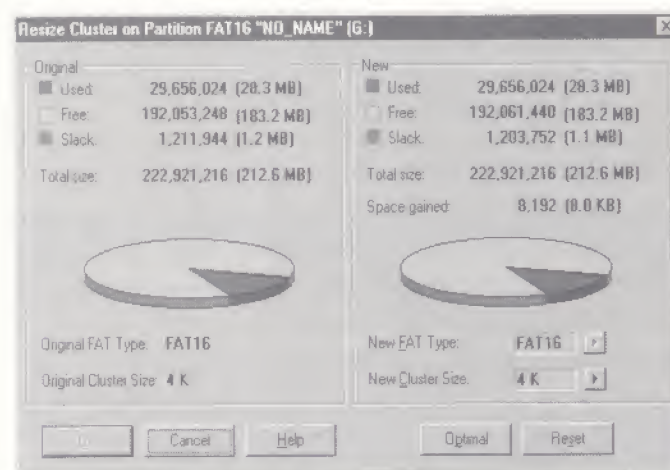 Resize Cluster on Partition FAT16 "NO_NAME" (G:)
Original
Used: 29,656,024 (28.3 MB)
Free: 192,053,248 (183.2 MB)
Slack: 1,211,944 (1.2 MB)
Total size: 222,921,216 (212.6 MB)
Original FAT Type: FAT16
Original Cluster Size: 4 K
New
Used: 29,656,024 (28.3 MB)
Free: 192,061,440 (183.2 MB)
Slack: 1,203,752 (1.1 MB)
Total size: 222,921,216 (212.6 MB)
Space gained: 8,192 (8.0 KB)
New FAT Type: FAT16
New Cluster Size: 4 K
Cancel Help Optimal Reset